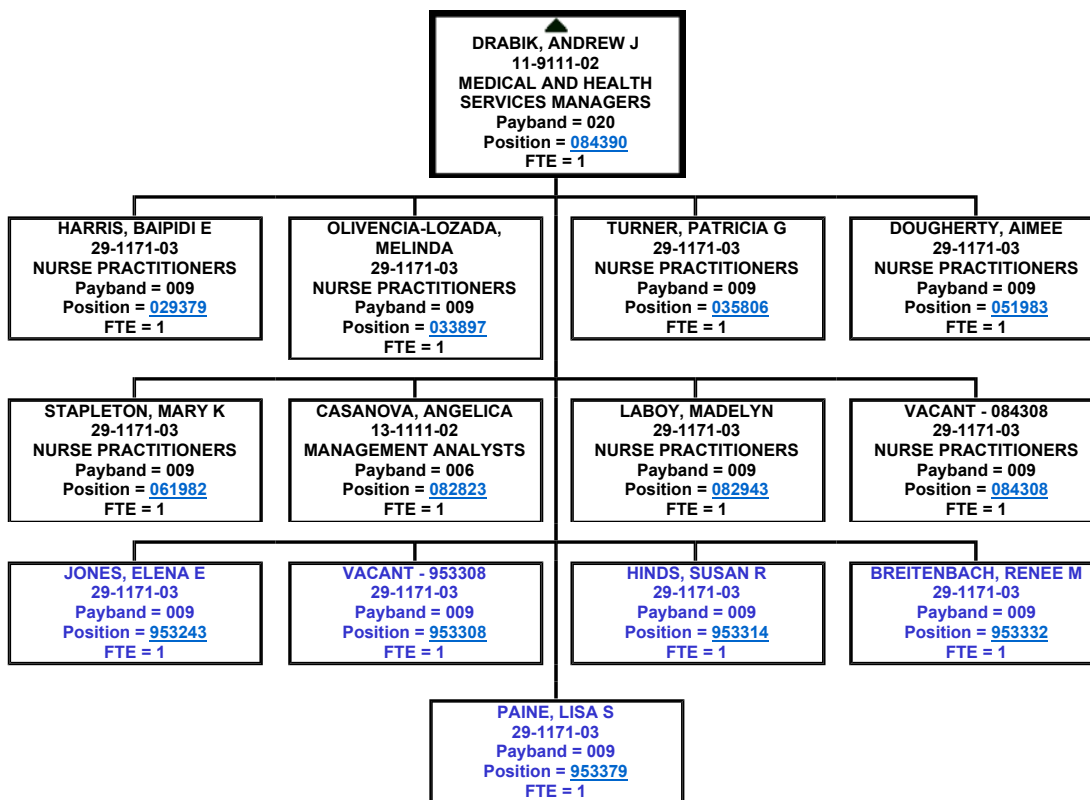 DRABIK, ANDREW J
11-9111-02
MEDICAL AND HEALTH
SERVICES MANAGERS
Payband = 020
Position = 084390
FTE = 1
HARRIS, BAIPIDI E
29-1171-03
NURSE PRACTITIONERS
Payband = 009
Position = 029379
FTE = 1
OLIVENCIA-LOZADA,
MELINDA
29-1171-03
NURSE PRACTITIONERS
Payband = 009
Position = 033897
FTE = 1
TURNER, PATRICIA G
29-1171-03
NURSE PRACTITIONERS
Payband = 009
Position = 035806
FTE = 1
DOUGHERTY, AIMEE
29-1171-03
NURSE PRACTITIONERS
Payband = 009
Position = 051983
FTE = 1
STAPLETON, MARY K
29-1171-03
NURSE PRACTITIONERS
Payband = 009
Position = 061982
FTE = 1
CASANOVA, ANGELICA
13-1111-02
MANAGEMENT ANALYSTS
Payband = 006
Position = 082823
FTE = 1
LABOY, MADELYN
29-1171-03
NURSE PRACTITIONERS
Payband = 009
Position = 082943
FTE = 1
VACANT - 084308
29-1171-03
NURSE PRACTITIONERS
Payband = 009
Position = 084308
FTE = 1
JONES, ELENA E
29-1171-03
Payband = 009
Position = 953243
FTE = 1
VACANT - 953308
29-1171-03
Payband = 009
Position = 953308
FTE = 1
HINDS, SUSAN R
29-1171-03
Payband = 009
Position = 953314
FTE = 1
BREITENBACH, RENEE M
29-1171-03
Payband = 009
Position = 953332
FTE = 1
PAINE, LISA S
29-1171-03
Payband = 009
Position = 953379
FTE = 1